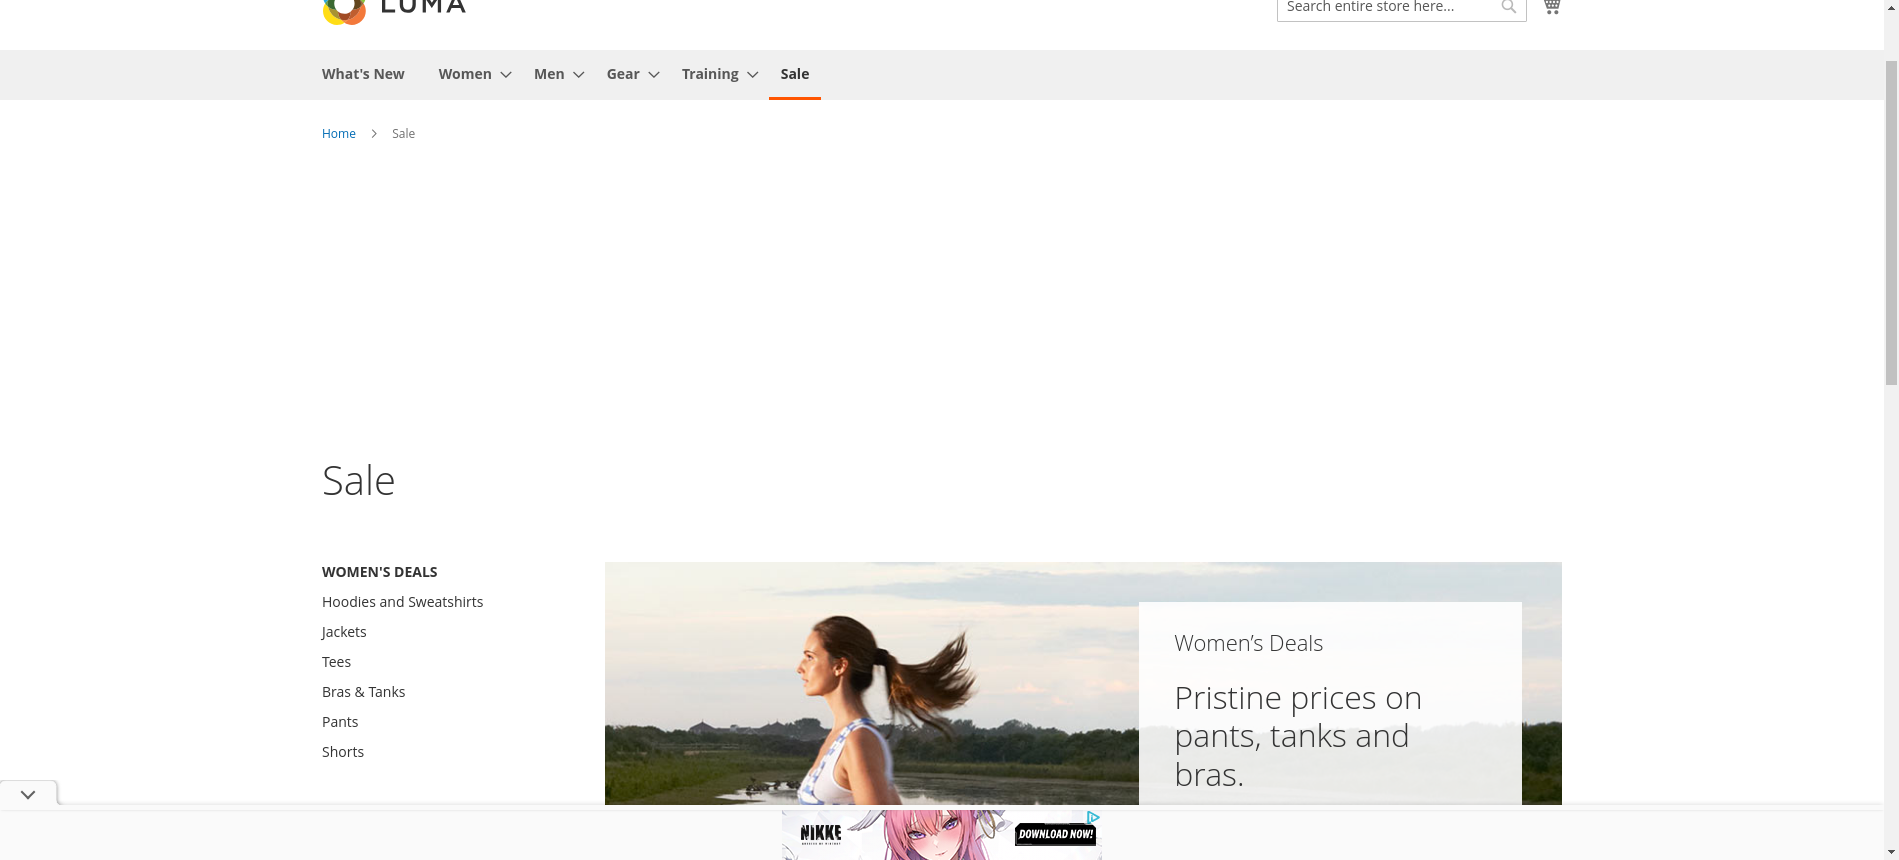 LUMA
Search entire store here...
What's New
Women
Men
Gear
Training
Sale
Home
Sale
Sale
WOMEN'S DEALS
Hoodies and Sweatshirts
Jackets
Tees
Bras & Tanks
Pants
Shorts
Women’s Deals
Pristine prices on
pants, tanks and
bras.
NIKKE
DOWNLOAD NOW!